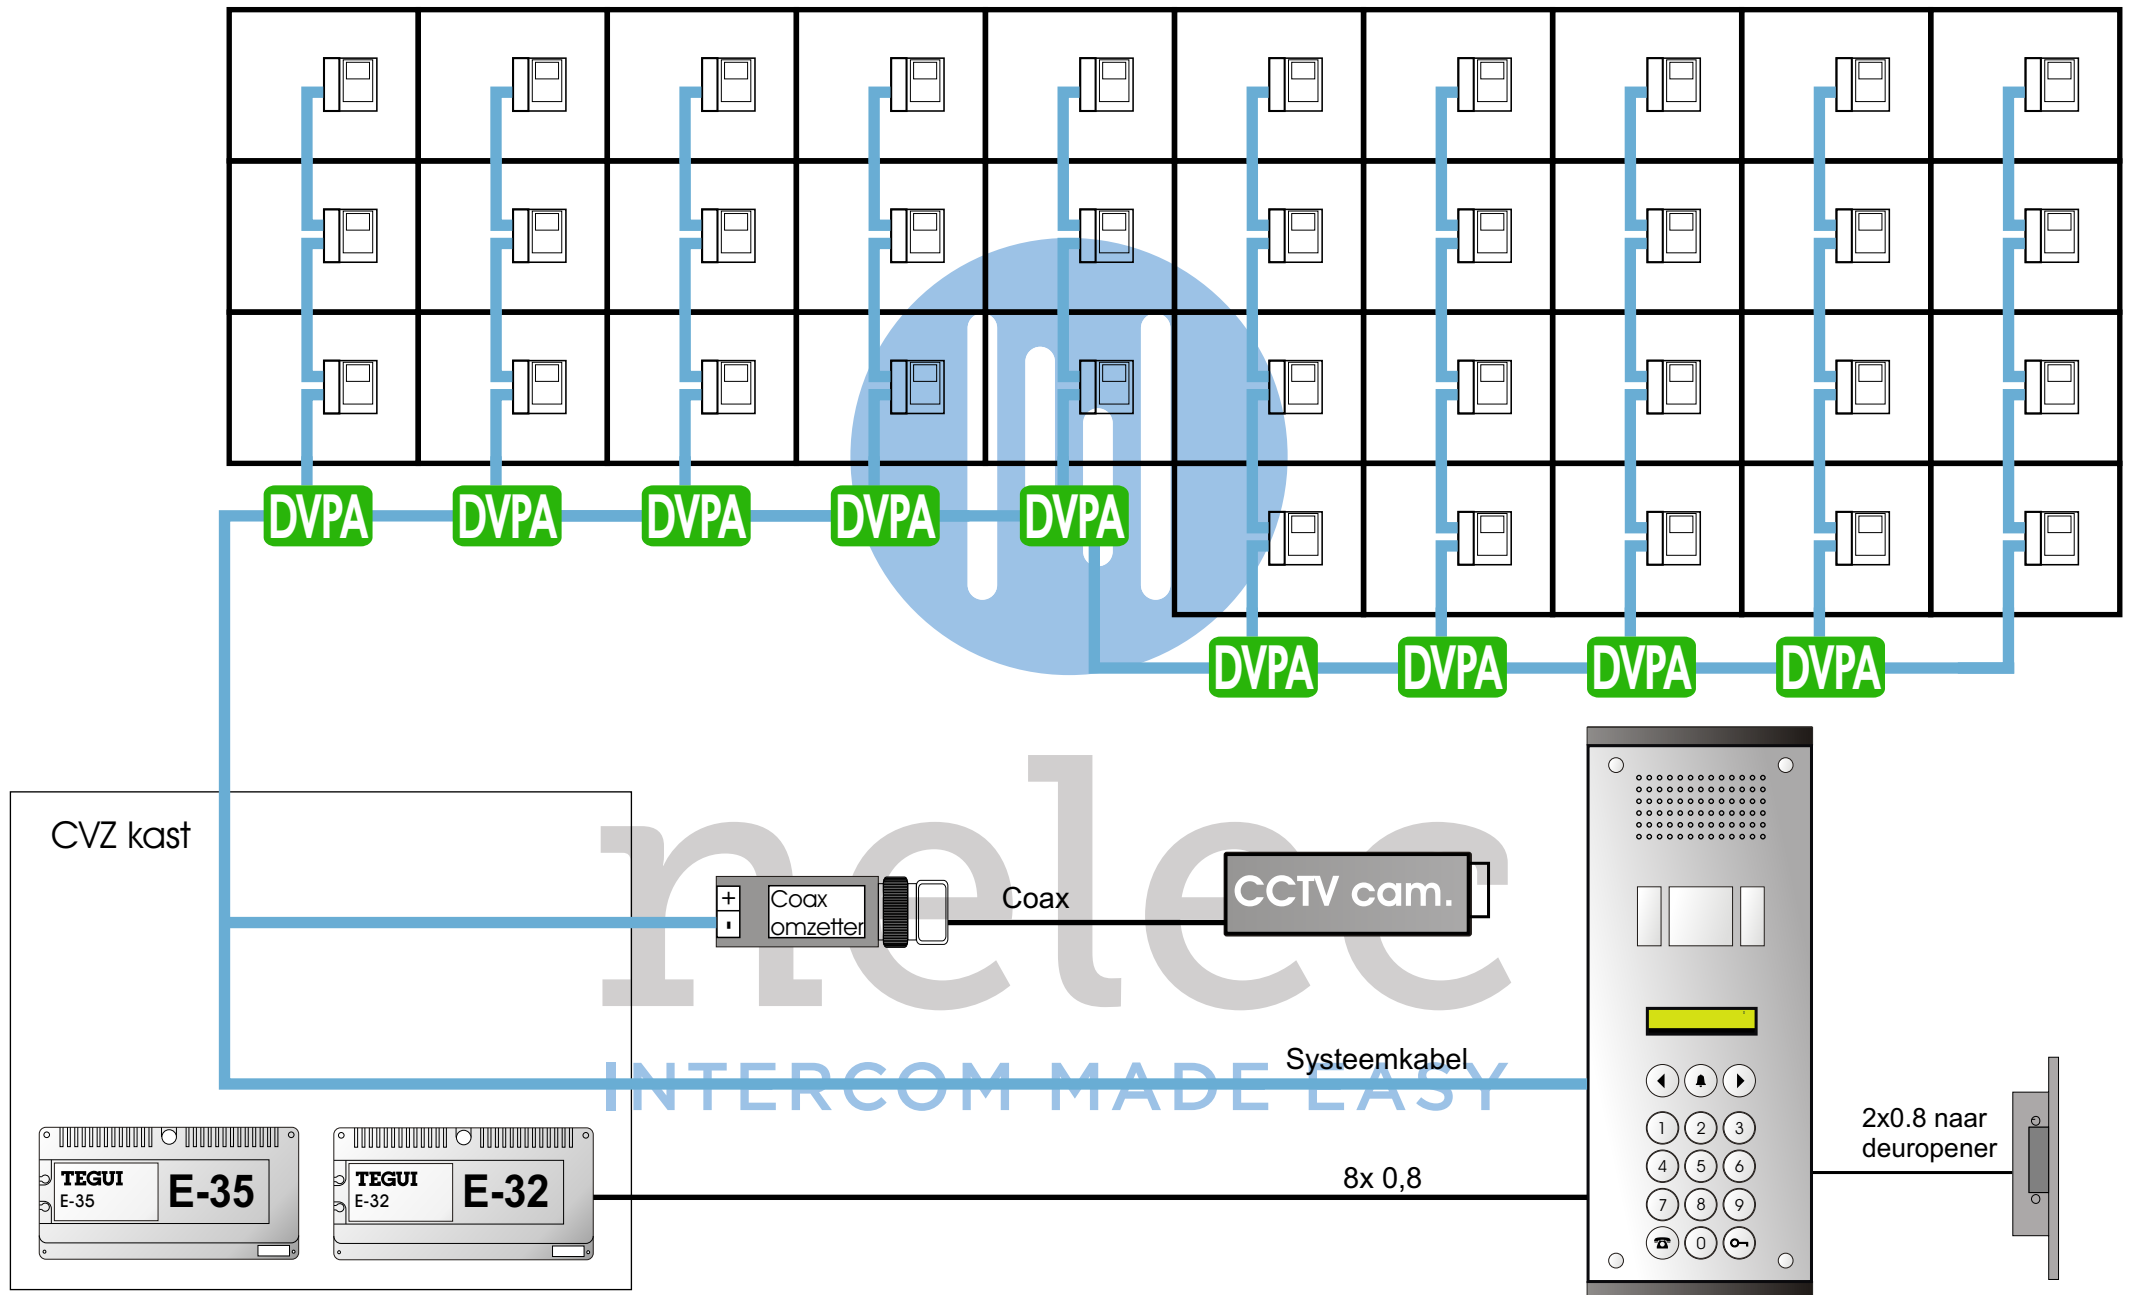 DVPA DVPA DVPA DVPA DVPA
DVPA DVPA DVPA DVPA
CVZ kast
nelec
INTERCOM MADE EASY
+
-
Coax
omzetter
Coax
CCTV cam.
Systeemkabel
2x0.8 naar
deuropener
TEGUI
E-35
E-35
TEGUI
E-32
E-32
8x 0,8
1 2 3
4 5 6
7 8 9
0